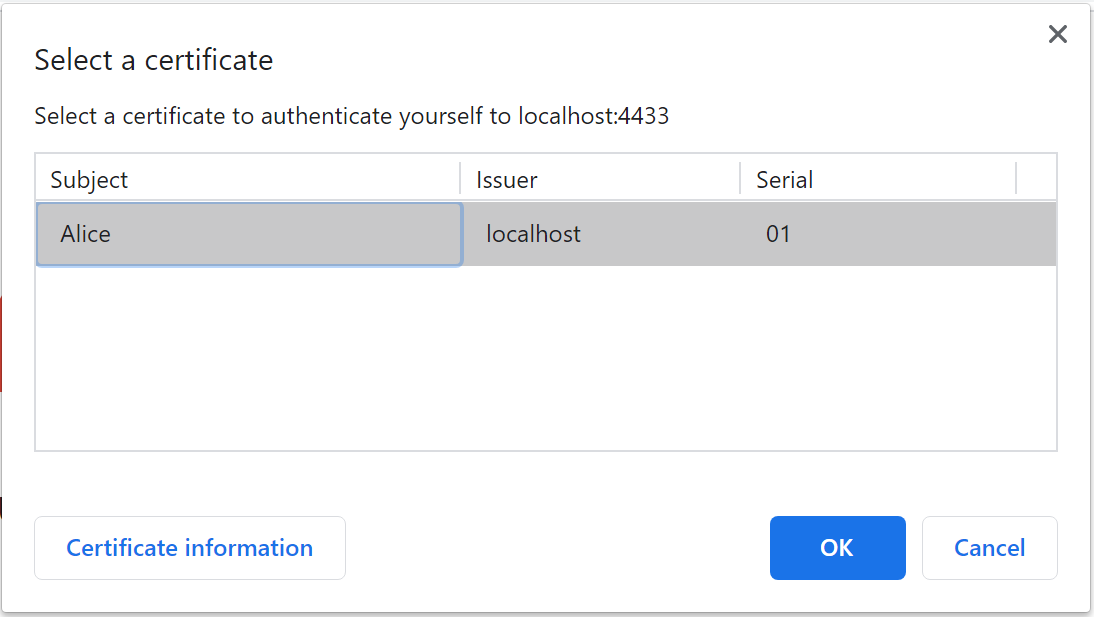 Select a certificate
Select a certificate to authenticate yourself to localhost:4433
Subject Issuer Serial
Alice localhost 01
Certificate information OK Cancel